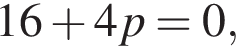 16 + 4p = 0,